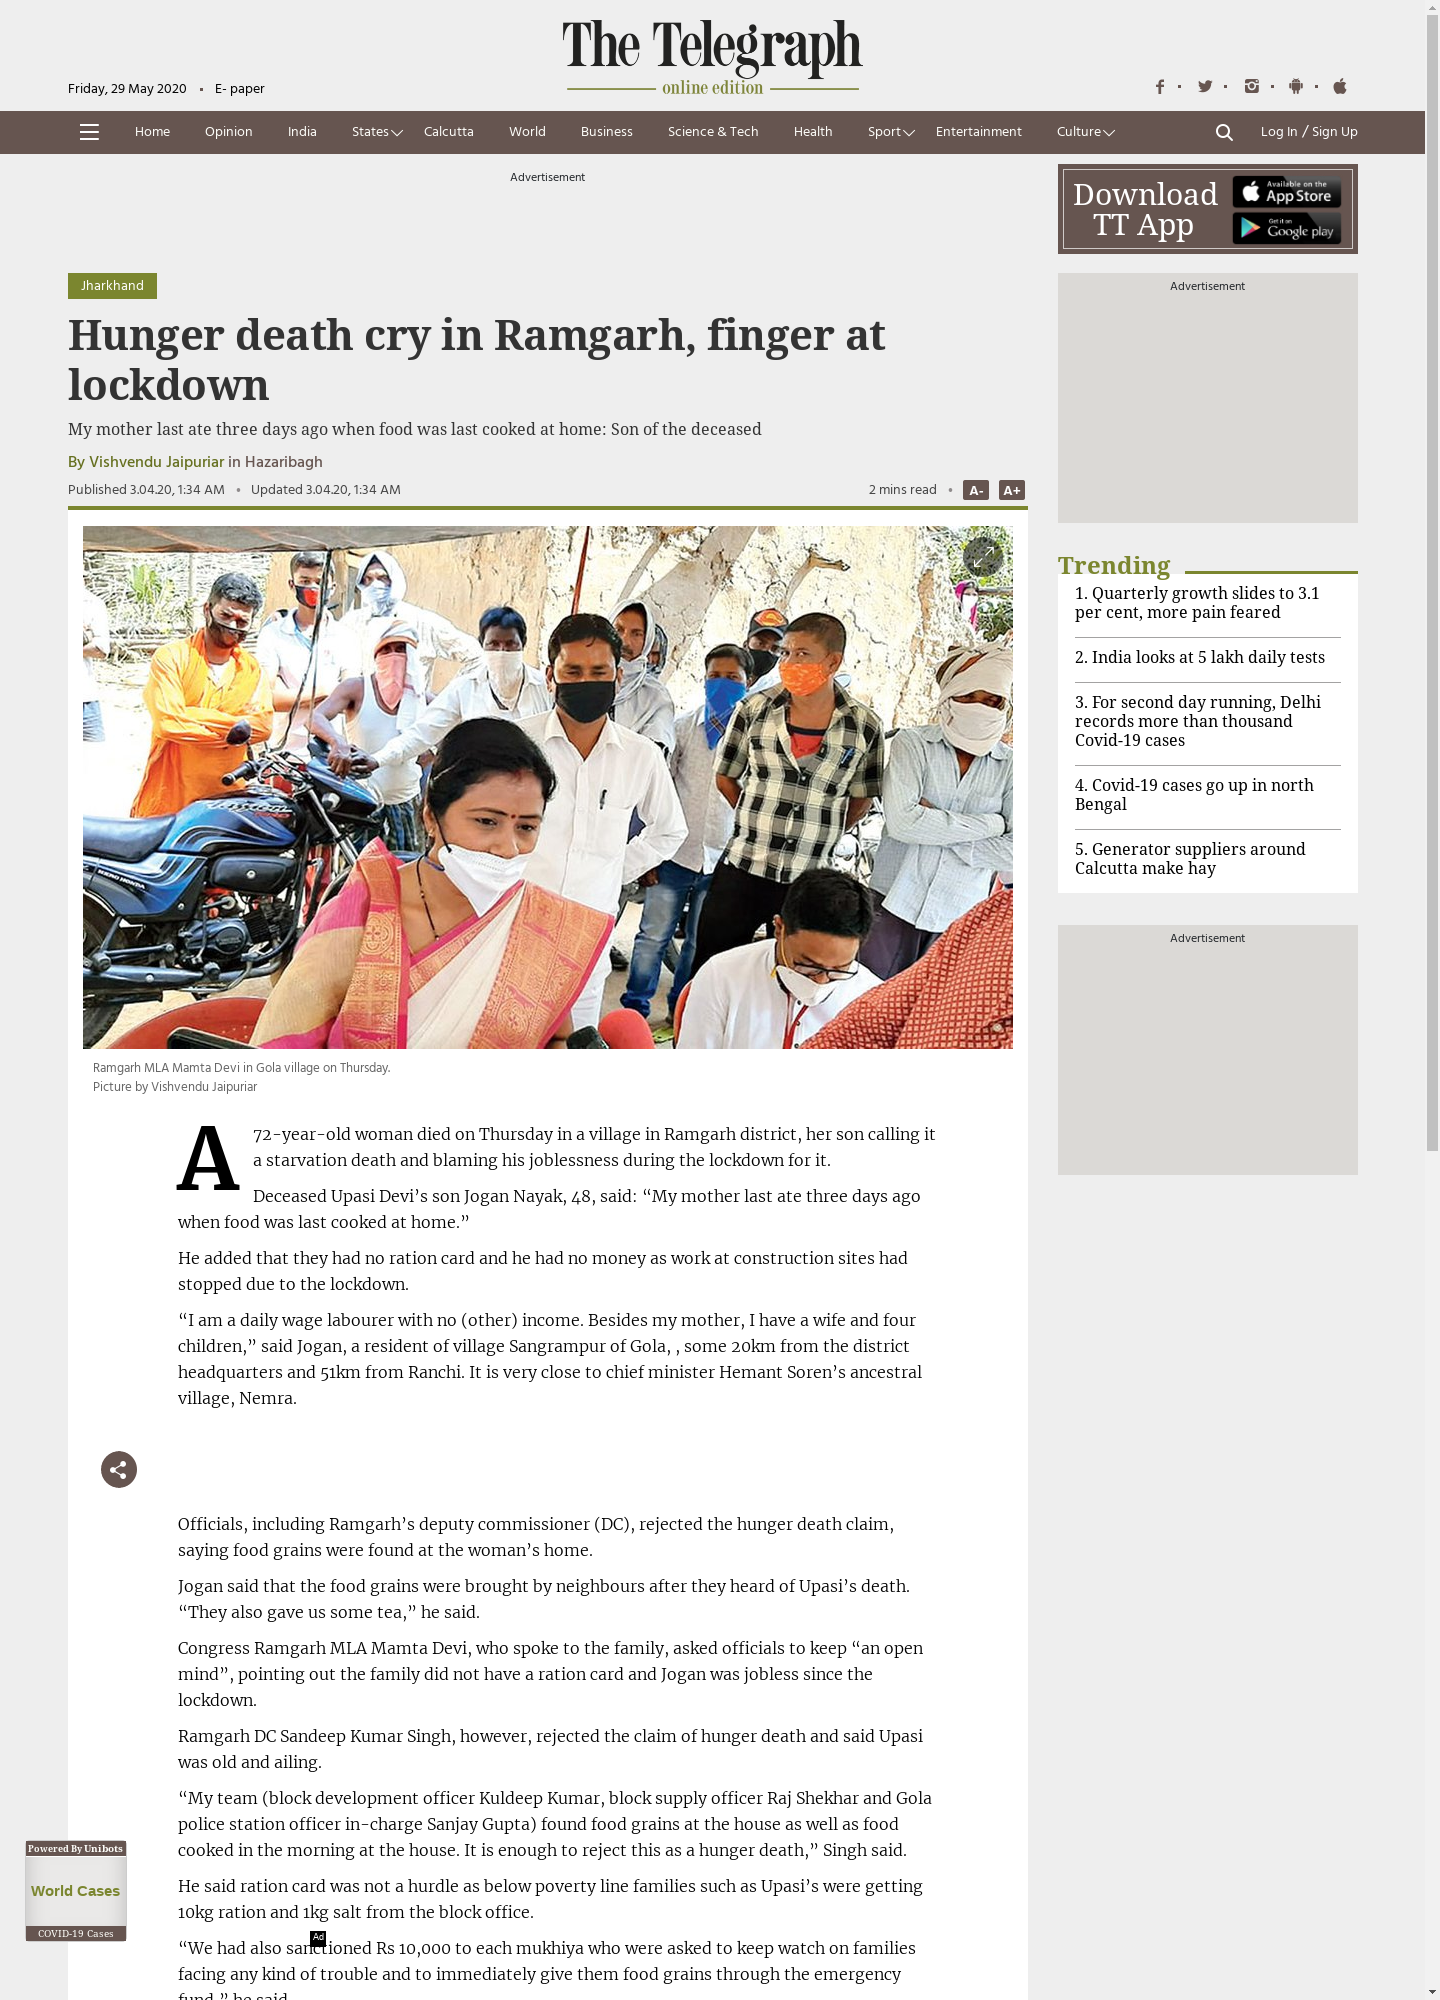 The Telegraph
online edition
Friday, 29 May 2020 • E- paper
Home Opinion India States Calcutta World Business Science & Tech Health Sport Entertainment Culture Log In / Sign Up
Advertisement
Download
TT App
Available on the
App Store
Get it on
Google play
Jharkhand
Hunger death cry in Ramgarh, finger at
lockdown
My mother last ate three days ago when food was last cooked at home: Son of the deceased
By Vishvendu Jaipuriar in Hazaribagh
Published 3.04.20, 1:34 AM • Updated 3.04.20, 1:34 AM
2 mins read • A- A+
Ramgarh MLA Mamta Devi in Gola village on Thursday.
Picture by Vishvendu Jaipuriar
A 72-year-old woman died on Thursday in a village in Ramgarh district, her son calling it
a starvation death and blaming his joblessness during the lockdown for it.
Deceased Upasi Devi’s son Jogan Nayak, 48, said: “My mother last ate three days ago
when food was last cooked at home.”
He added that they had no ration card and he had no money as work at construction sites had
stopped due to the lockdown.
“I am a daily wage labourer with no (other) income. Besides my mother, I have a wife and four
children,” said Jogan, a resident of village Sangrampur of Gola, , some 20km from the district
headquarters and 51km from Ranchi. It is very close to chief minister Hemant Soren’s ancestral
village, Nemra.
Officials, including Ramgarh’s deputy commissioner (DC), rejected the hunger death claim,
saying food grains were found at the woman’s home.
Jogan said that the food grains were brought by neighbours after they heard of Upasi’s death.
“They also gave us some tea,” he said.
Congress Ramgarh MLA Mamta Devi, who spoke to the family, asked officials to keep “an open
mind”, pointing out the family did not have a ration card and Jogan was jobless since the
lockdown.
Ramgarh DC Sandeep Kumar Singh, however, rejected the claim of hunger death and said Upasi
was old and ailing.
“My team (block development officer Kuldeep Kumar, block supply officer Raj Shekhar and Gola
police station officer in-charge Sanjay Gupta) found food grains at the house as well as food
cooked in the morning at the house. It is enough to reject this as a hunger death,” Singh said.
He said ration card was not a hurdle as below poverty line families such as Upasi’s were getting
10kg ration and 1kg salt from the block office.
Ad
“We had also sanctioned Rs 10,000 to each mukhiya who were asked to keep watch on families
facing any kind of trouble and to immediately give them food grains through the emergency
fund,” he said.
Powered By Unibots
World Cases
COVID-19 Cases
Advertisement
Trending
1. Quarterly growth slides to 3.1
per cent, more pain feared
2. India looks at 5 lakh daily tests
3. For second day running, Delhi
records more than thousand
Covid-19 cases
4. Covid-19 cases go up in north
Bengal
5. Generator suppliers around
Calcutta make hay
Advertisement